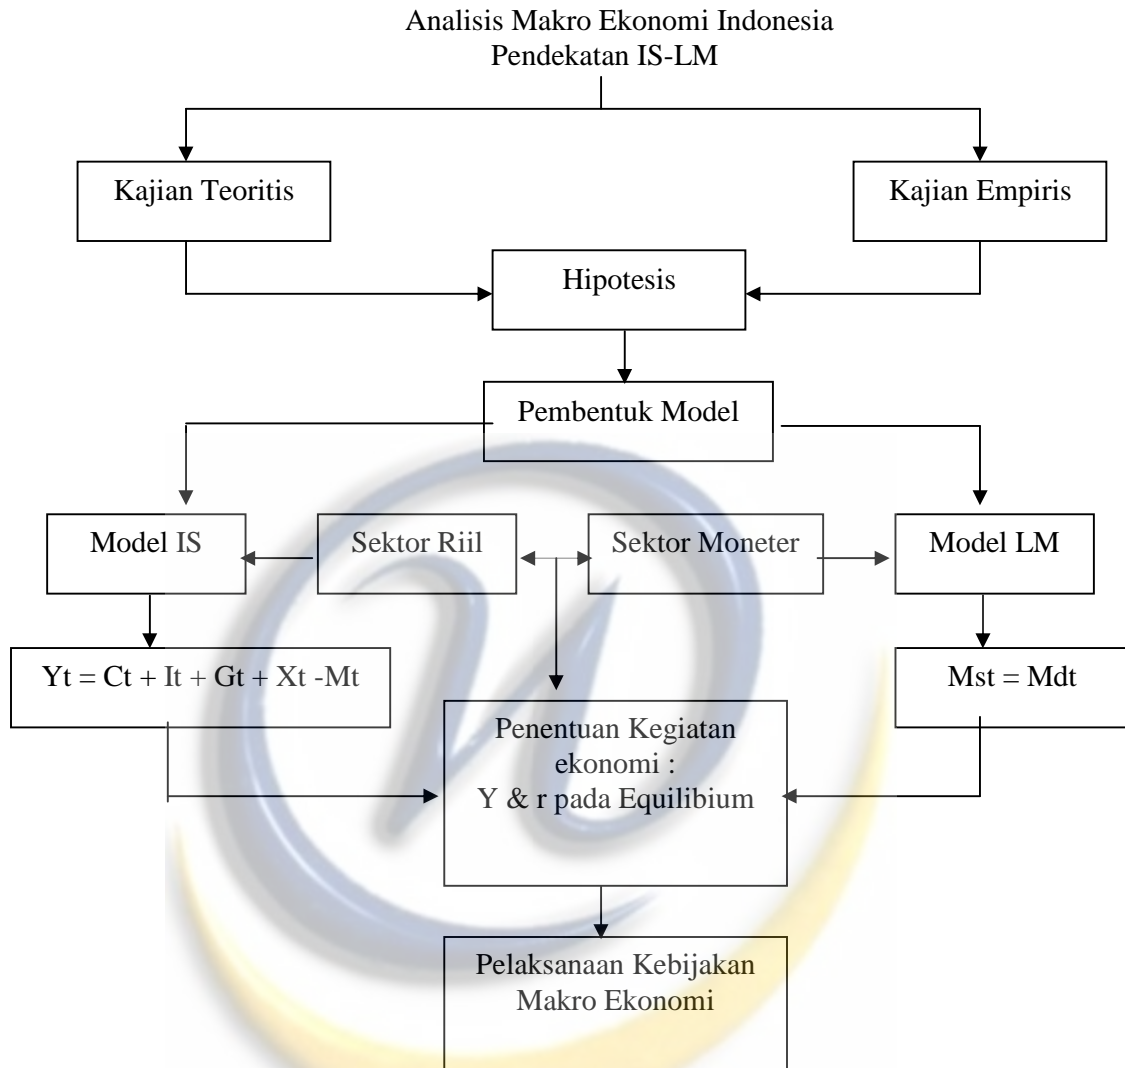 Analisis Makro Ekonomi Indonesia
Pendekatan IS-LM
Kajian Teoritis
Kajian Empiris
Hipotesis
Pembentuk Model
Model IS
Sektor Riil
Sektor Moneter
Model LM
Yt = Ct + It + Gt + Xt -Mt
Mst = Mdt
Penentuan Kegiatan
ekonomi :
Y & r pada Equilibium
Pelaksanaan Kebijakan
Makro Ekonomi